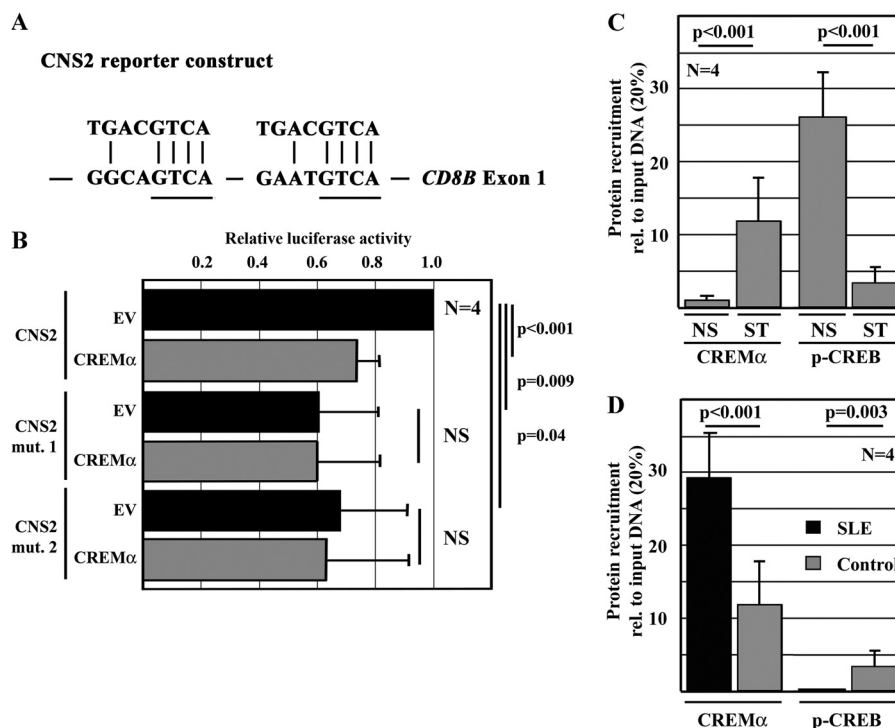 A
CNS2 reporter construct
TGACGTCA TGACGTCA
— GGCAGTCA — GAATGTCA — CD8B Exon 1
B
Relative luciferase activity
0.2 0.4 0.6 0.8 1.0
CNS2
EV
CREMα
CNS2
mut. 1
EV
CREMα
CNS2
mut. 2
EV
CREMα
N=4
NS
NS
p<0.001
p=0.009
p=0.04
C
p<0.001 p<0.001
N=4
Protein recruitment
rel. to input DNA (20%)
30
20
10
NS ST NS ST
CREMα p-CREB
D
p<0.001 p=0.003
N=4
Protein recruitment
rel. to input DNA (20%)
30
20
10
SLE
Control
CREMα p-CREB